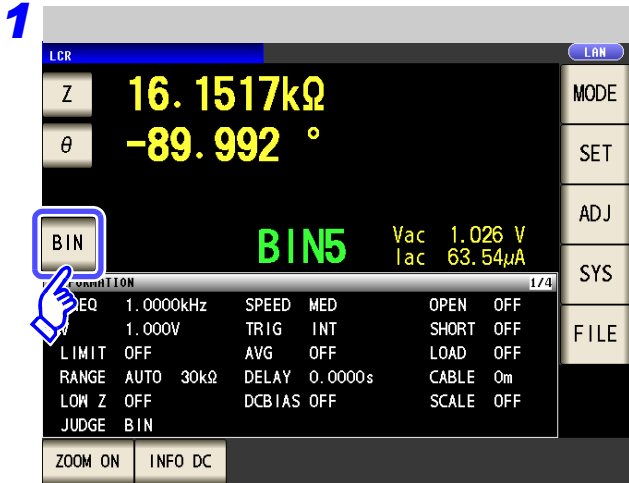 1
LCR LAN
Z 16.1517kΩ MODE
θ -89.992 ° SET
ADJ
BIN BIN5 Vac 1.026 V
Iac 63.54μA
SYS
1/4
FREQ 1.0000kHz SPEED MED OPEN OFF
V 1.000V TRIG INT SHORT OFF
FILE
LIMIT OFF AVG OFF LOAD OFF
RANGE AUTO 30kΩ DELAY 0.0000s CABLE 0m
LOW Z OFF DCBIAS OFF SCALE OFF
JUDGE BIN
ZOOM ON INFO DC